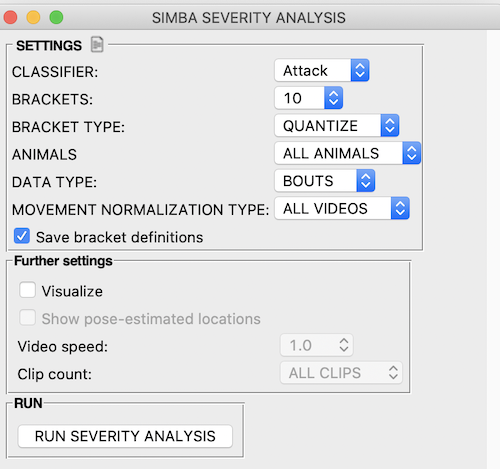 SIMBA SEVERITY ANALYSIS
SETTINGS
CLASSIFIER: Attack
BRACKETS: 10
BRACKET TYPE: QUANTIZE
ANIMALS ALL ANIMALS
DATA TYPE: BOUTS
MOVEMENT NORMALIZATION TYPE: ALL VIDEOS
Save bracket definitions
Further settings
Visualize
Show pose-estimated locations
Video speed: 1.0
Clip count: ALL CLIPS
RUN
RUN SEVERITY ANALYSIS